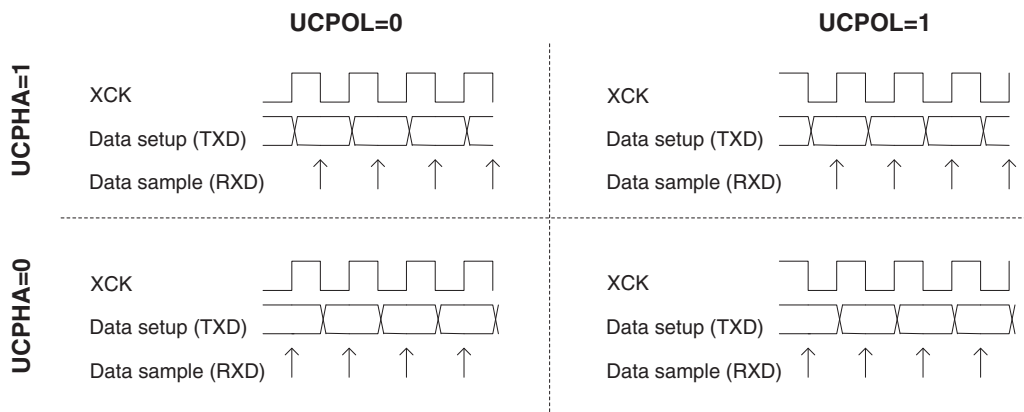 UCPOL=0
UCPOL=1
UCPHA=1
XCK
Data setup (TXD)
Data sample (RXD)
XCK
Data setup (TXD)
Data sample (RXD)
UCPHA=0
XCK
Data setup (TXD)
Data sample (RXD)
XCK
Data setup (TXD)
Data sample (RXD)